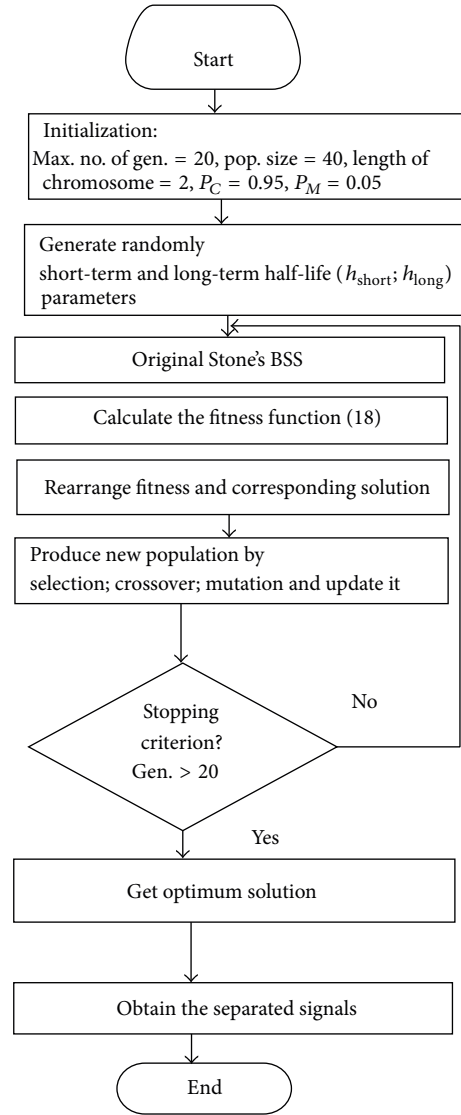 Start
Initialization:
Max. no. of gen. = 20, pop. size = 40, length of
chromosome = 2, P_C = 0.95, P_M = 0.05
Generate randomly
short-term and long-term half-life (h_short; h_long)
parameters
Original Stone's BSS
Calculate the fitness function (18)
Rearrange fitness and corresponding solution
Produce new population by
selection; crossover; mutation and update it
Stopping
criterion?
Gen. > 20
No
Yes
Get optimum solution
Obtain the separated signals
End